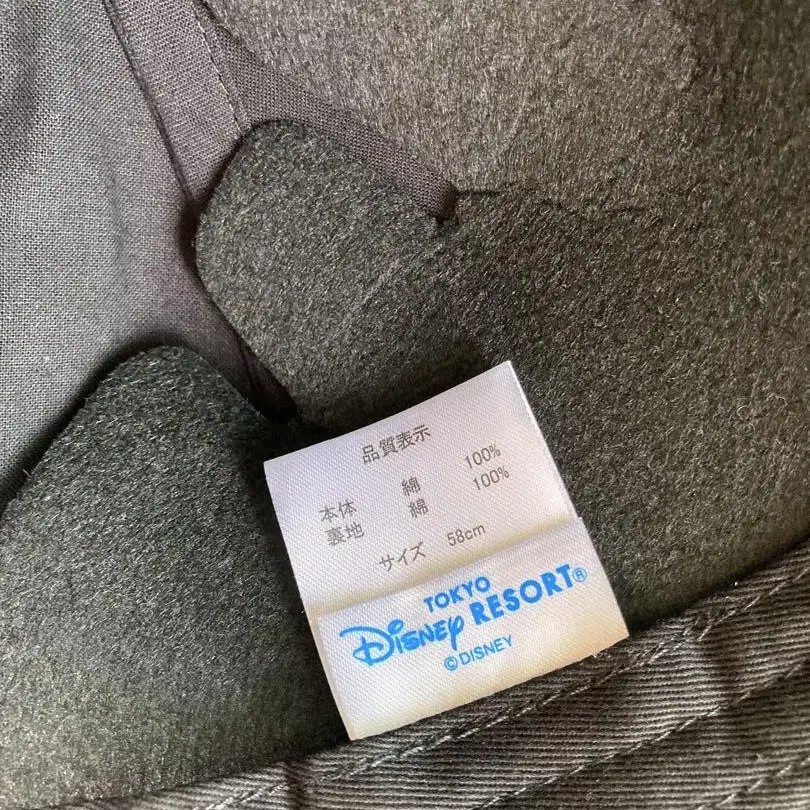 品質表示
本体 綿 100%
裏地 綿 100%
サイズ 58cm
TOKYO
Disney RESORT®
©DISNEY